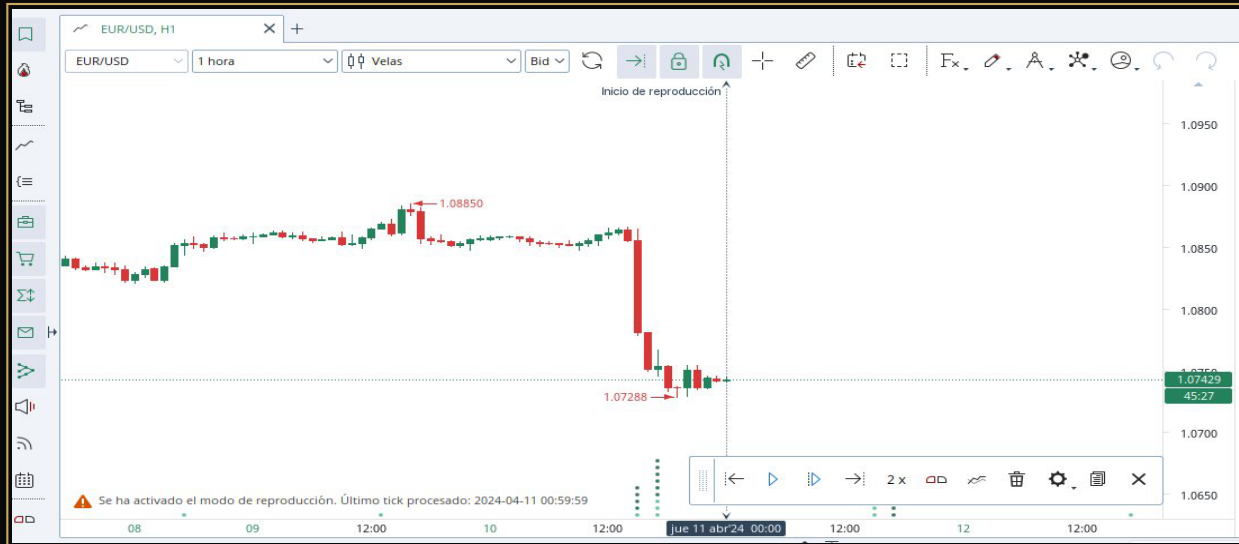 EUR/USD, H1
EUR/USD 1 hora Velas Bid
Inicio de reproducción
1.0950
1.0900
1.08850
1.0850
1.0800
1.07429
45:27
1.07288
1.0700
2 x
1.0650
Se ha activado el modo de reproducción. Último tick procesado: 2024-04-11 00:59:59
08 09 12:00 10 12:00 jue 11 abr'24 00:00 12:00 12 12:00